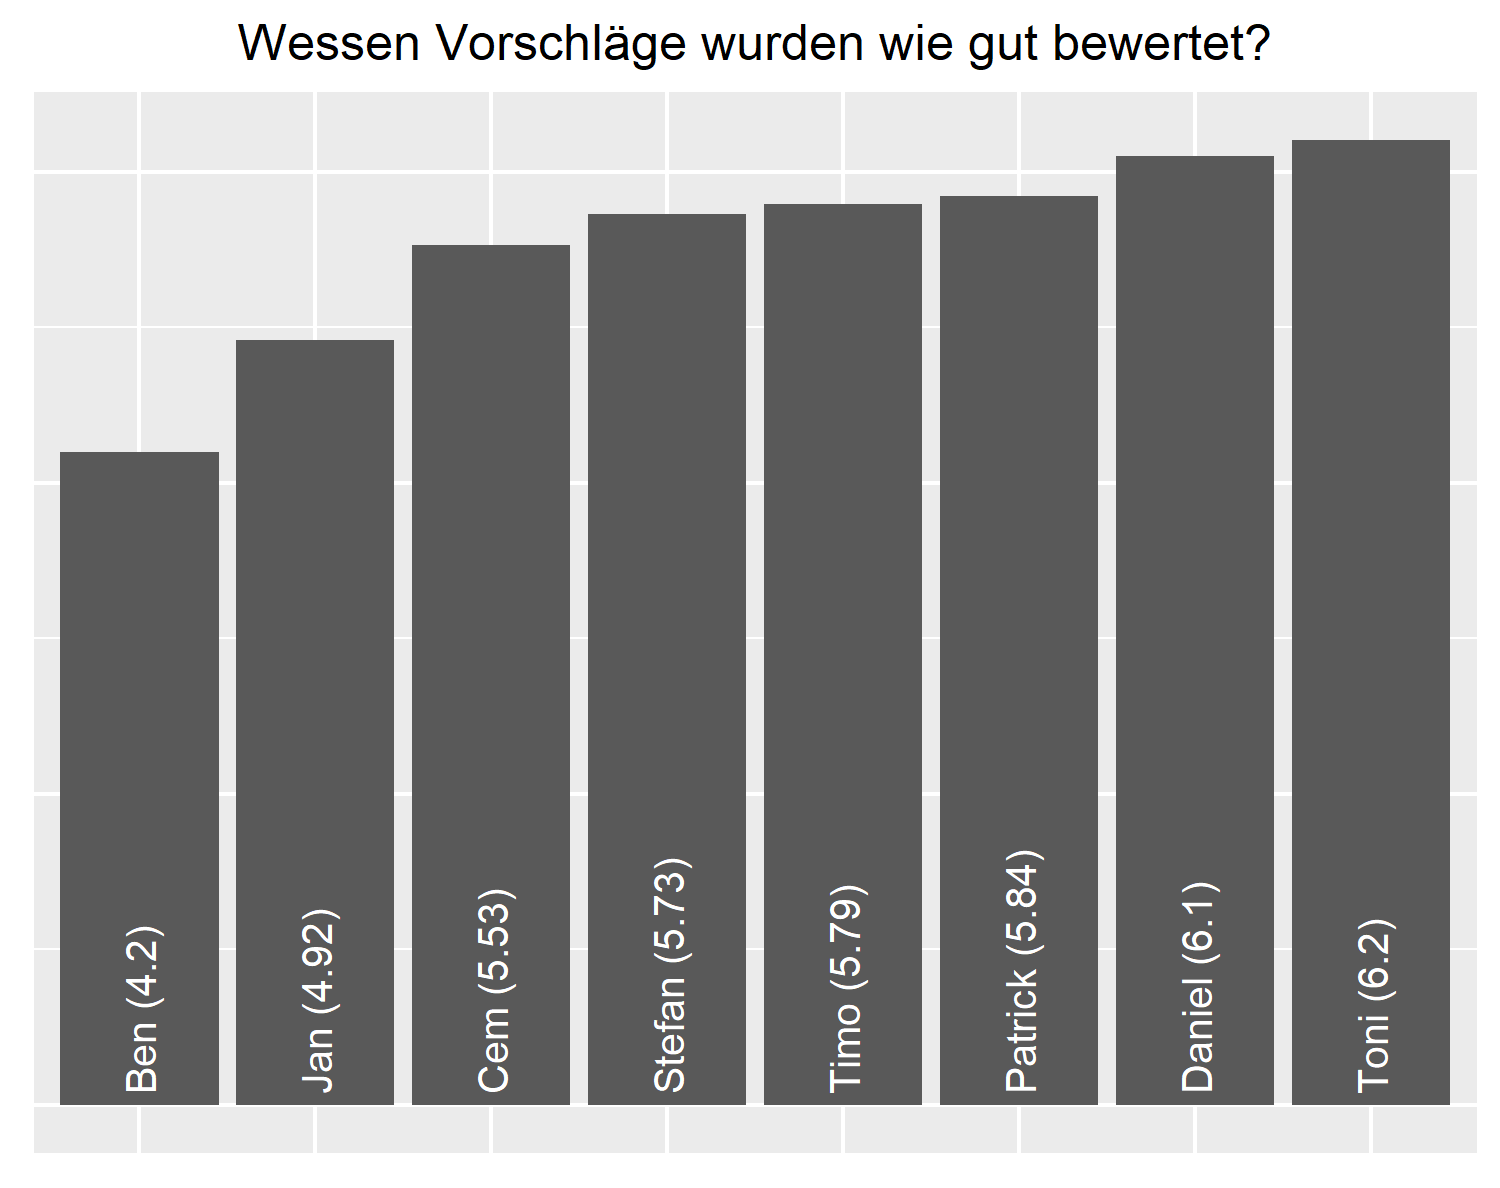 Wessen Vorschläge wurden wie gut bewertet?
Ben (4.2)
Jan (4.92)
Cem (5.53)
Stefan (5.73)
Timo (5.79)
Patrick (5.84)
Daniel (6.1)
Toni (6.2)